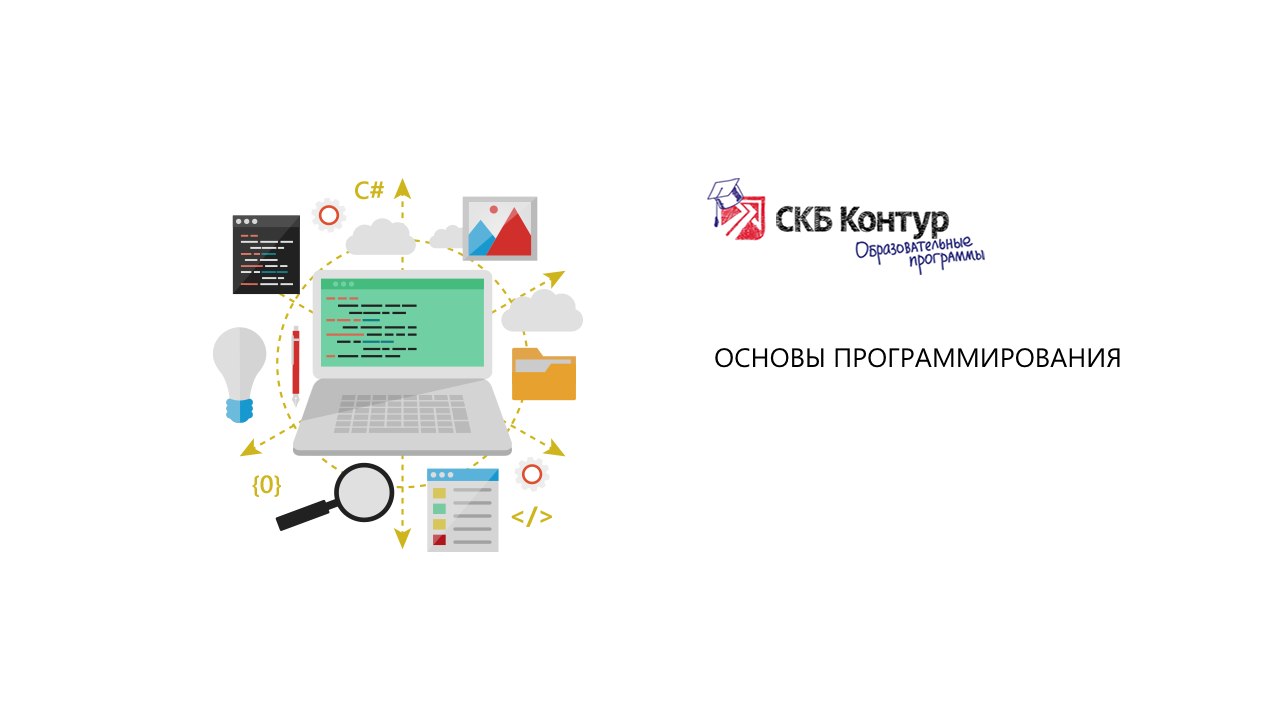 C#
СКБ Контур
Образовательные
программы
ОСНОВЫ ПРОГРАММИРОВАНИЯ
{0}
</>